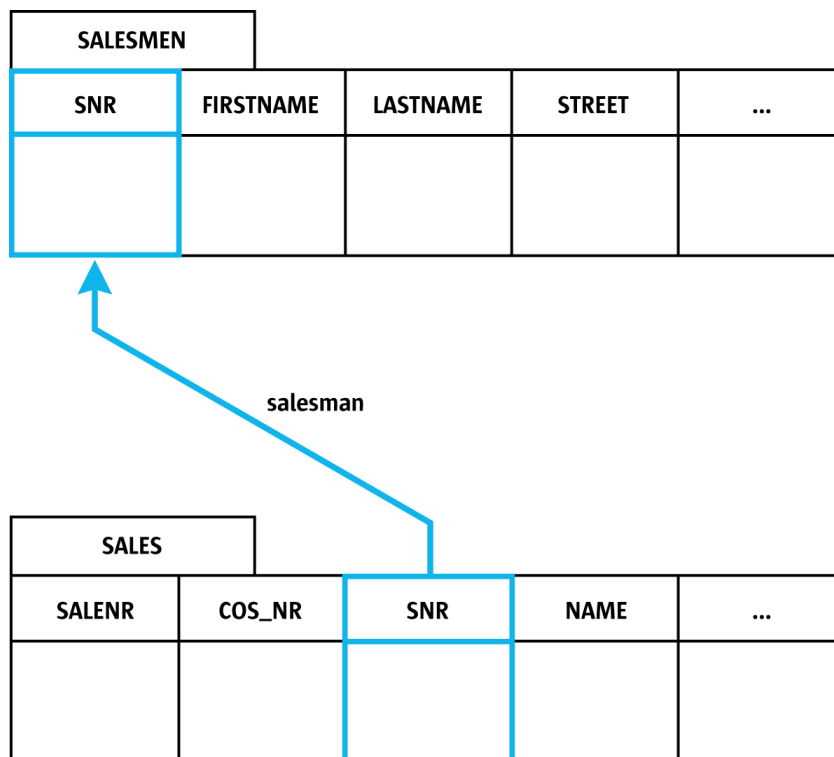 SALESMEN
SNR FIRSTNAME LASTNAME STREET ...
salesman
SALES
SALENR COS_NR SNR NAME ...